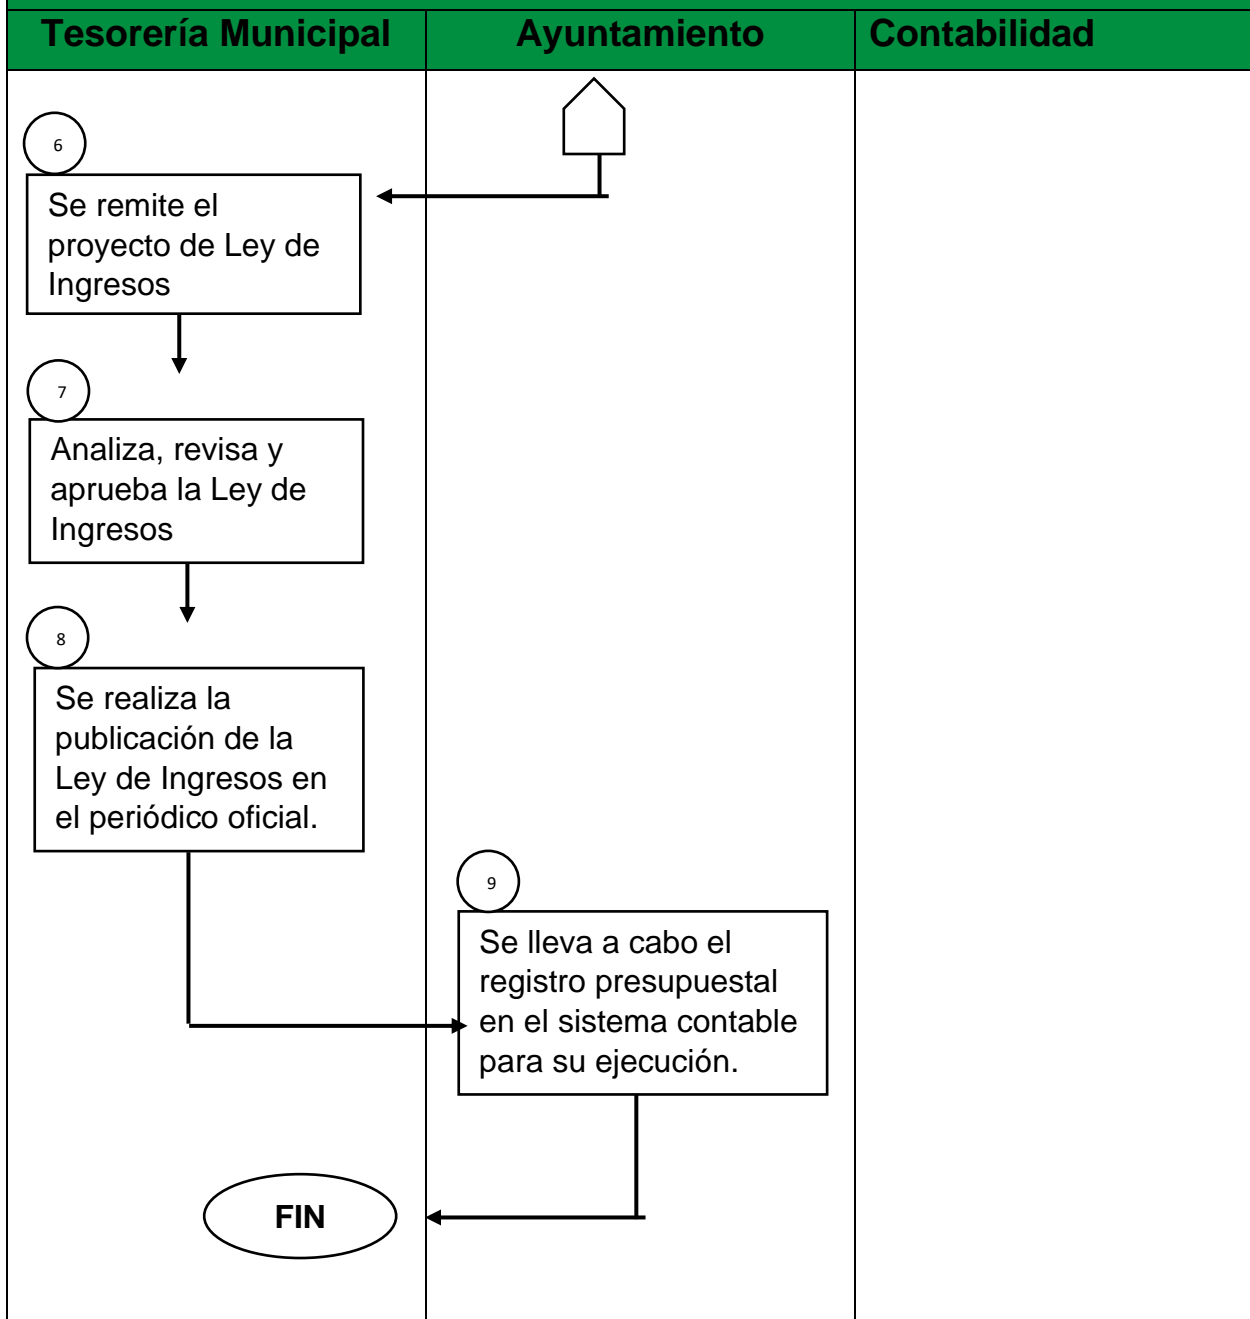 Tesorería Municipal
Ayuntamiento
Contabilidad
6
Se remite el
proyecto de Ley de
Ingresos
7
Analiza, revisa y
aprueba la Ley de
Ingresos
8
Se realiza la
publicación de la
Ley de Ingresos en
el periódico oficial.
9
Se lleva a cabo el
registro presupuestal
en el sistema contable
para su ejecución.
FIN